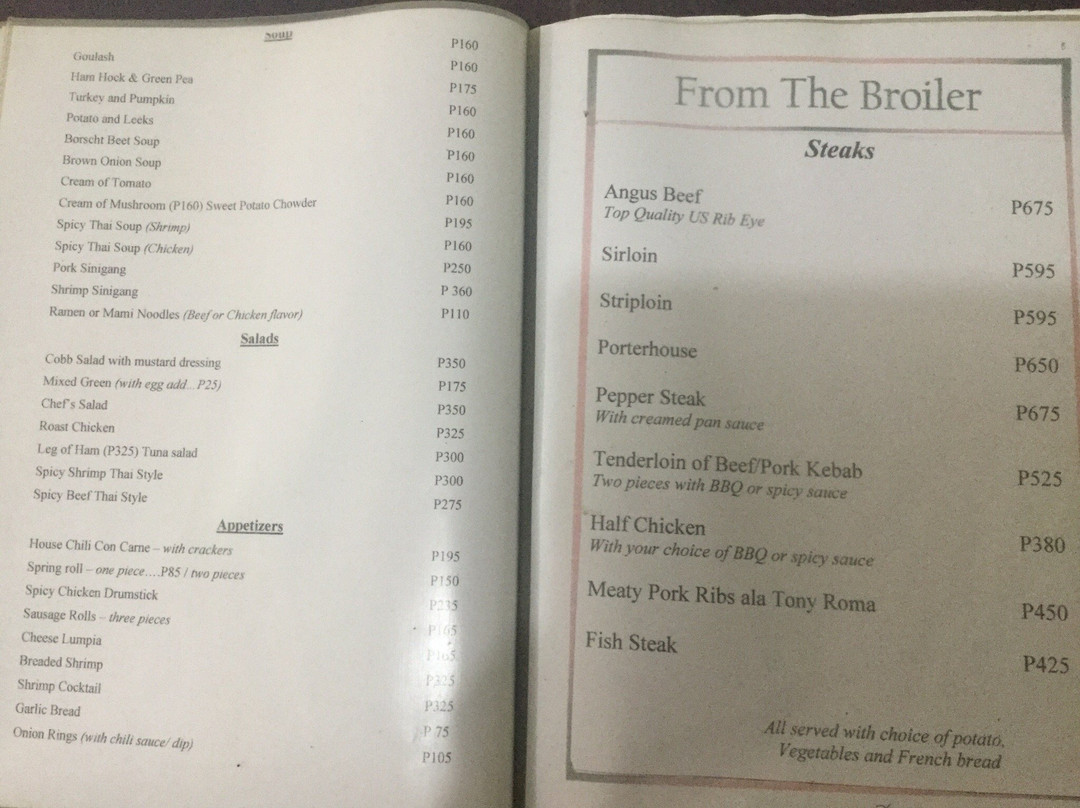 Soup
Goulash P160
Ham Hock & Green Pea P160
Turkey and Pumpkin P175
Potato and Leeks P160
Borscht Beet Soup P160
Brown Onion Soup P160
Cream of Tomato P160
Cream of Mushroom (P160) Sweet Potato Chowder P160
Spicy Thai Soup (Shrimp) P195
Spicy Thai Soup (Chicken) P160
Pork Sinigang P250
Shrimp Sinigang P 360
Ramen or Mami Noodles (Beef or Chicken flavor) P110
Salads
Cobb Salad with mustard dressing P350
Mixed Green (with egg add... P25) P175
Chef's Salad P350
Roast Chicken P325
Leg of Ham (P325) Tuna salad P300
Spicy Shrimp Thai Style P300
Spicy Beef Thai Style P275
Appetizers
House Chili Con Carne – with crackers P195
Spring roll – one piece....P85 / two pieces P150
Spicy Chicken Drumstick P235
Sausage Rolls – three pieces P165
Cheese Lumpia P165
Breaded Shrimp P325
Shrimp Cocktail P325
Garlic Bread P 75
Onion Rings (with chili sauce/ dip) P105
From The Broiler
Steaks
Angus Beef P675
Top Quality US Rib Eye
Sirloin P595
Striploin P595
Porterhouse P650
Pepper Steak P675
With creamed pan sauce
Tenderloin of Beef/Pork Kebab P525
Two pieces with BBQ or spicy sauce
Half Chicken P380
With your choice of BBQ or spicy sauce
Meaty Pork Ribs ala Tony Roma P450
Fish Steak P425
All served with choice of potato,
Vegetables and French bread